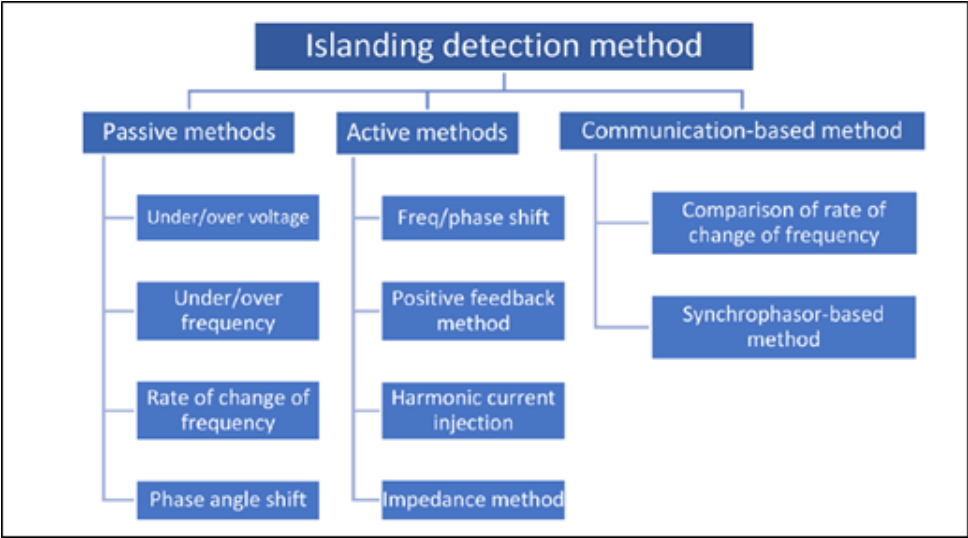 Islanding detection method
Passive methods
Under/over voltage
Under/over
frequency
Rate of change of
frequency
Phase angle shift
Active methods
Freq/phase shift
Positive feedback
method
Harmonic current
injection
Impedance method
Communication-based method
Comparison of rate of
change of frequency
Synchrophasor-based
method